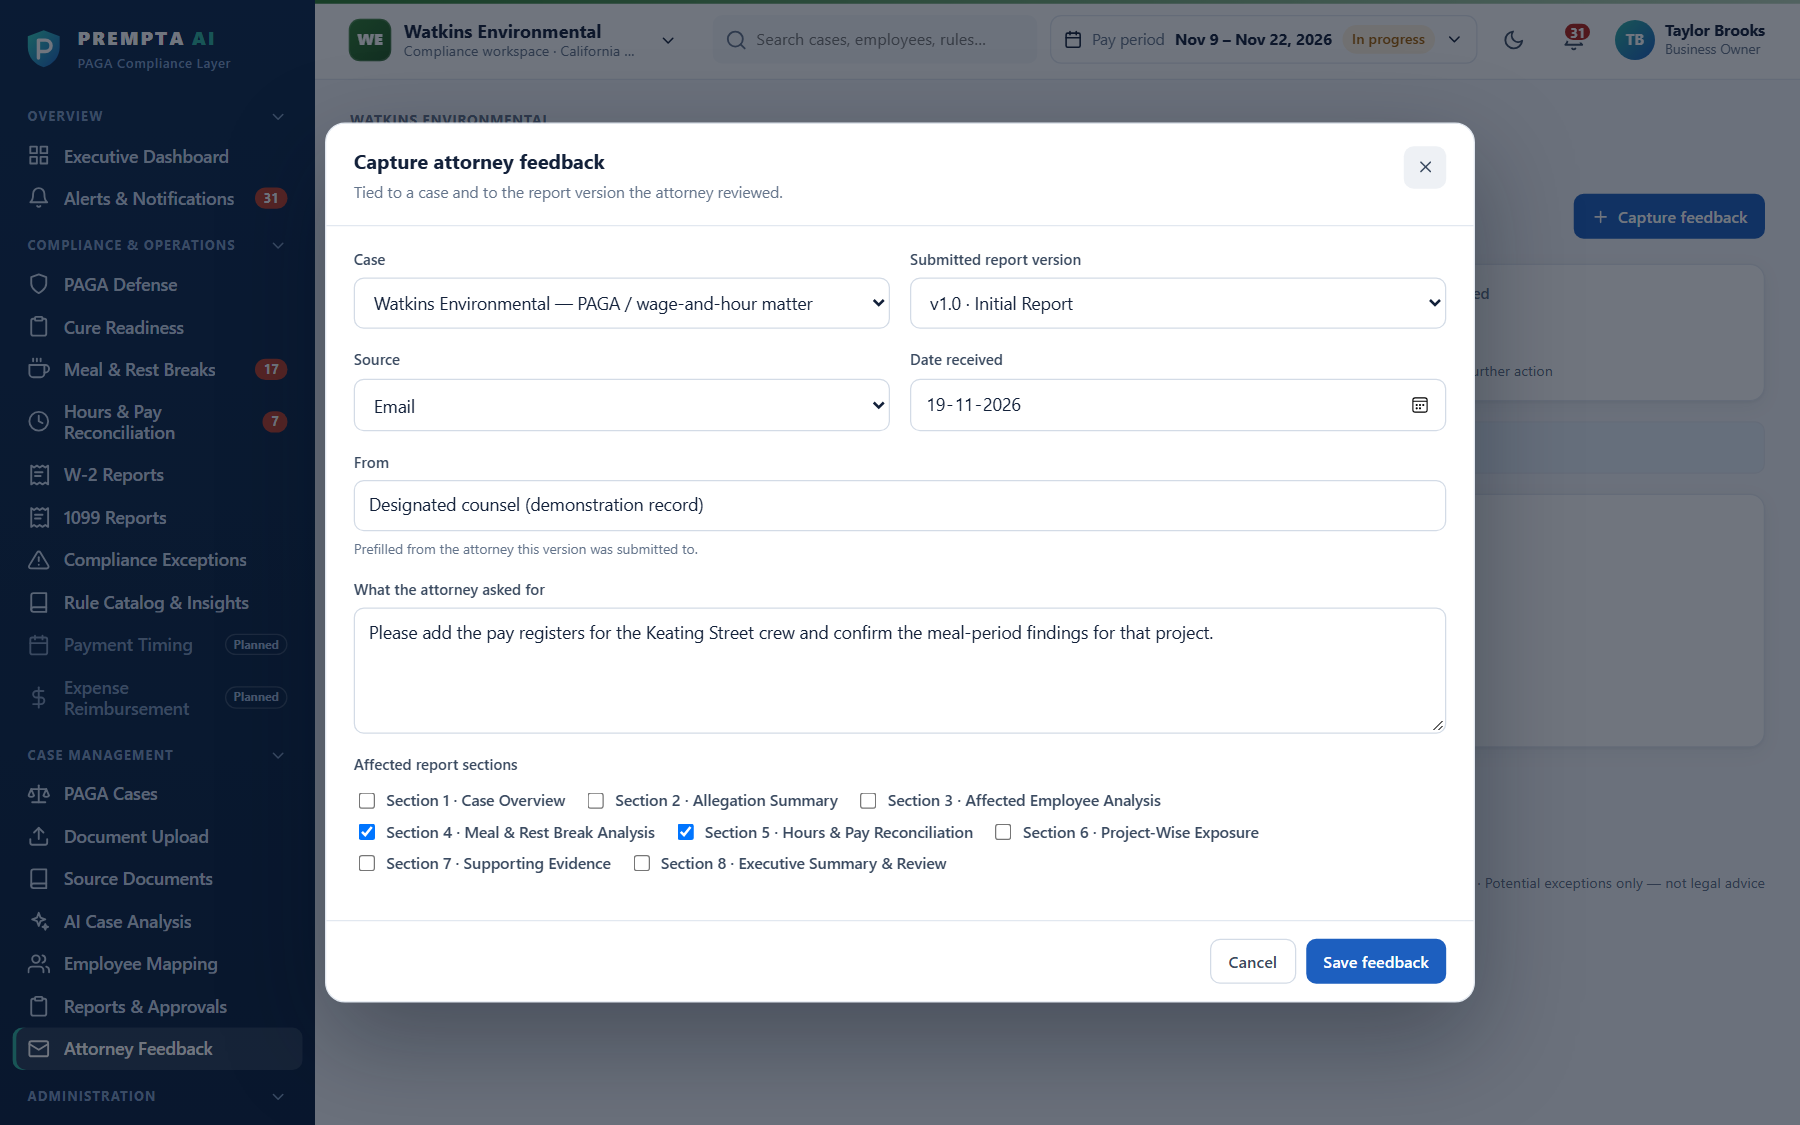 PREMPTA AI
PAGA Compliance Layer
OVERVIEW
Executive Dashboard
Alerts & Notifications 31
COMPLIANCE & OPERATIONS
PAGA Defense
Cure Readiness
Meal & Rest Breaks 17
Hours & Pay
Reconciliation 7
W-2 Reports
1099 Reports
Compliance Exceptions
Rule Catalog & Insights
Payment Timing Planned
Expense
Reimbursement Planned
CASE MANAGEMENT
PAGA Cases
Document Upload
Source Documents
AI Case Analysis
Employee Mapping
Reports & Approvals
Attorney Feedback
ADMINISTRATION
WE
Watkins Environmental
Compliance workspace · California ...
Search cases, employees, rules...
Pay period Nov 9 – Nov 22, 2026 In progress
31
TB
Taylor Brooks
Business Owner
WATKINS ENVIRONMENTAL
Capture feedback
Capture attorney feedback
Tied to a case and to the report version the attorney reviewed.
Case
Watkins Environmental — PAGA / wage-and-hour matter
Submitted report version
v1.0 · Initial Report
Source
Email
Date received
19-11-2026
From
Designated counsel (demonstration record)
Prefilled from the attorney this version was submitted to.
What the attorney asked for
Please add the pay registers for the Keating Street crew and confirm the meal-period findings for that project.
Affected report sections
Section 1 · Case Overview Section 2 · Allegation Summary Section 3 · Affected Employee Analysis
Section 4 · Meal & Rest Break Analysis Section 5 · Hours & Pay Reconciliation Section 6 · Project-Wise Exposure
Section 7 · Supporting Evidence Section 8 · Executive Summary & Review
Cancel
Save feedback
action
· Potential exceptions only — not legal advice